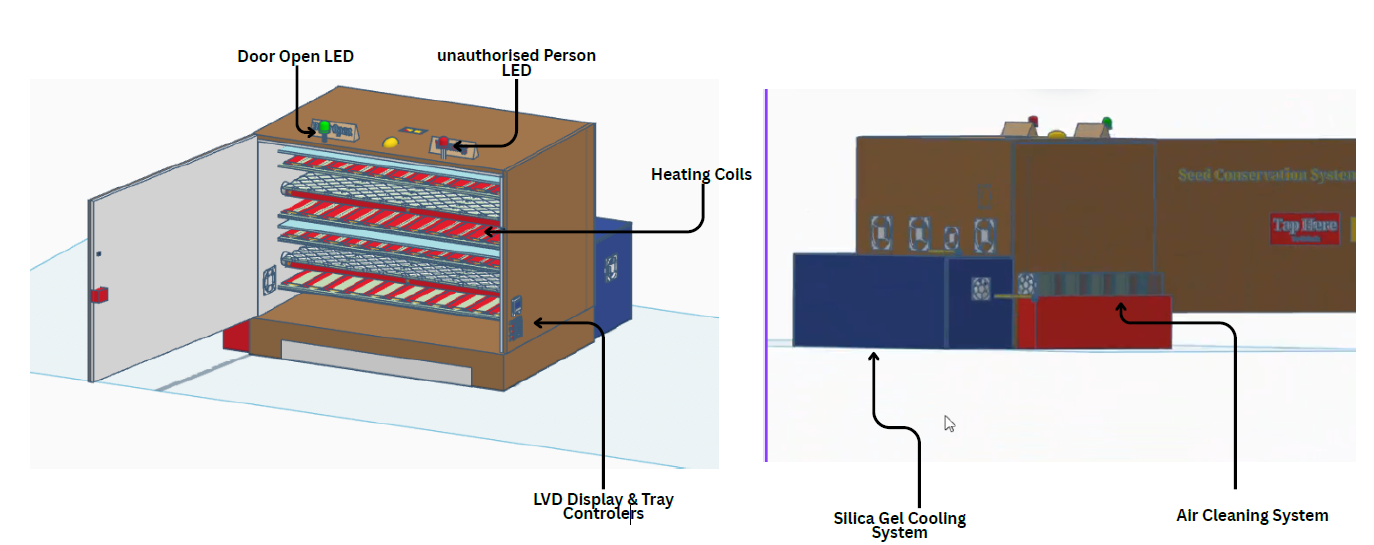 Door Open LED
unauthorised Person
LED
Heating Coils
Seed Conservation System
Tap Here
LVD Display & Tray
Controlers
Silica Gel Cooling
System
Air Cleaning System